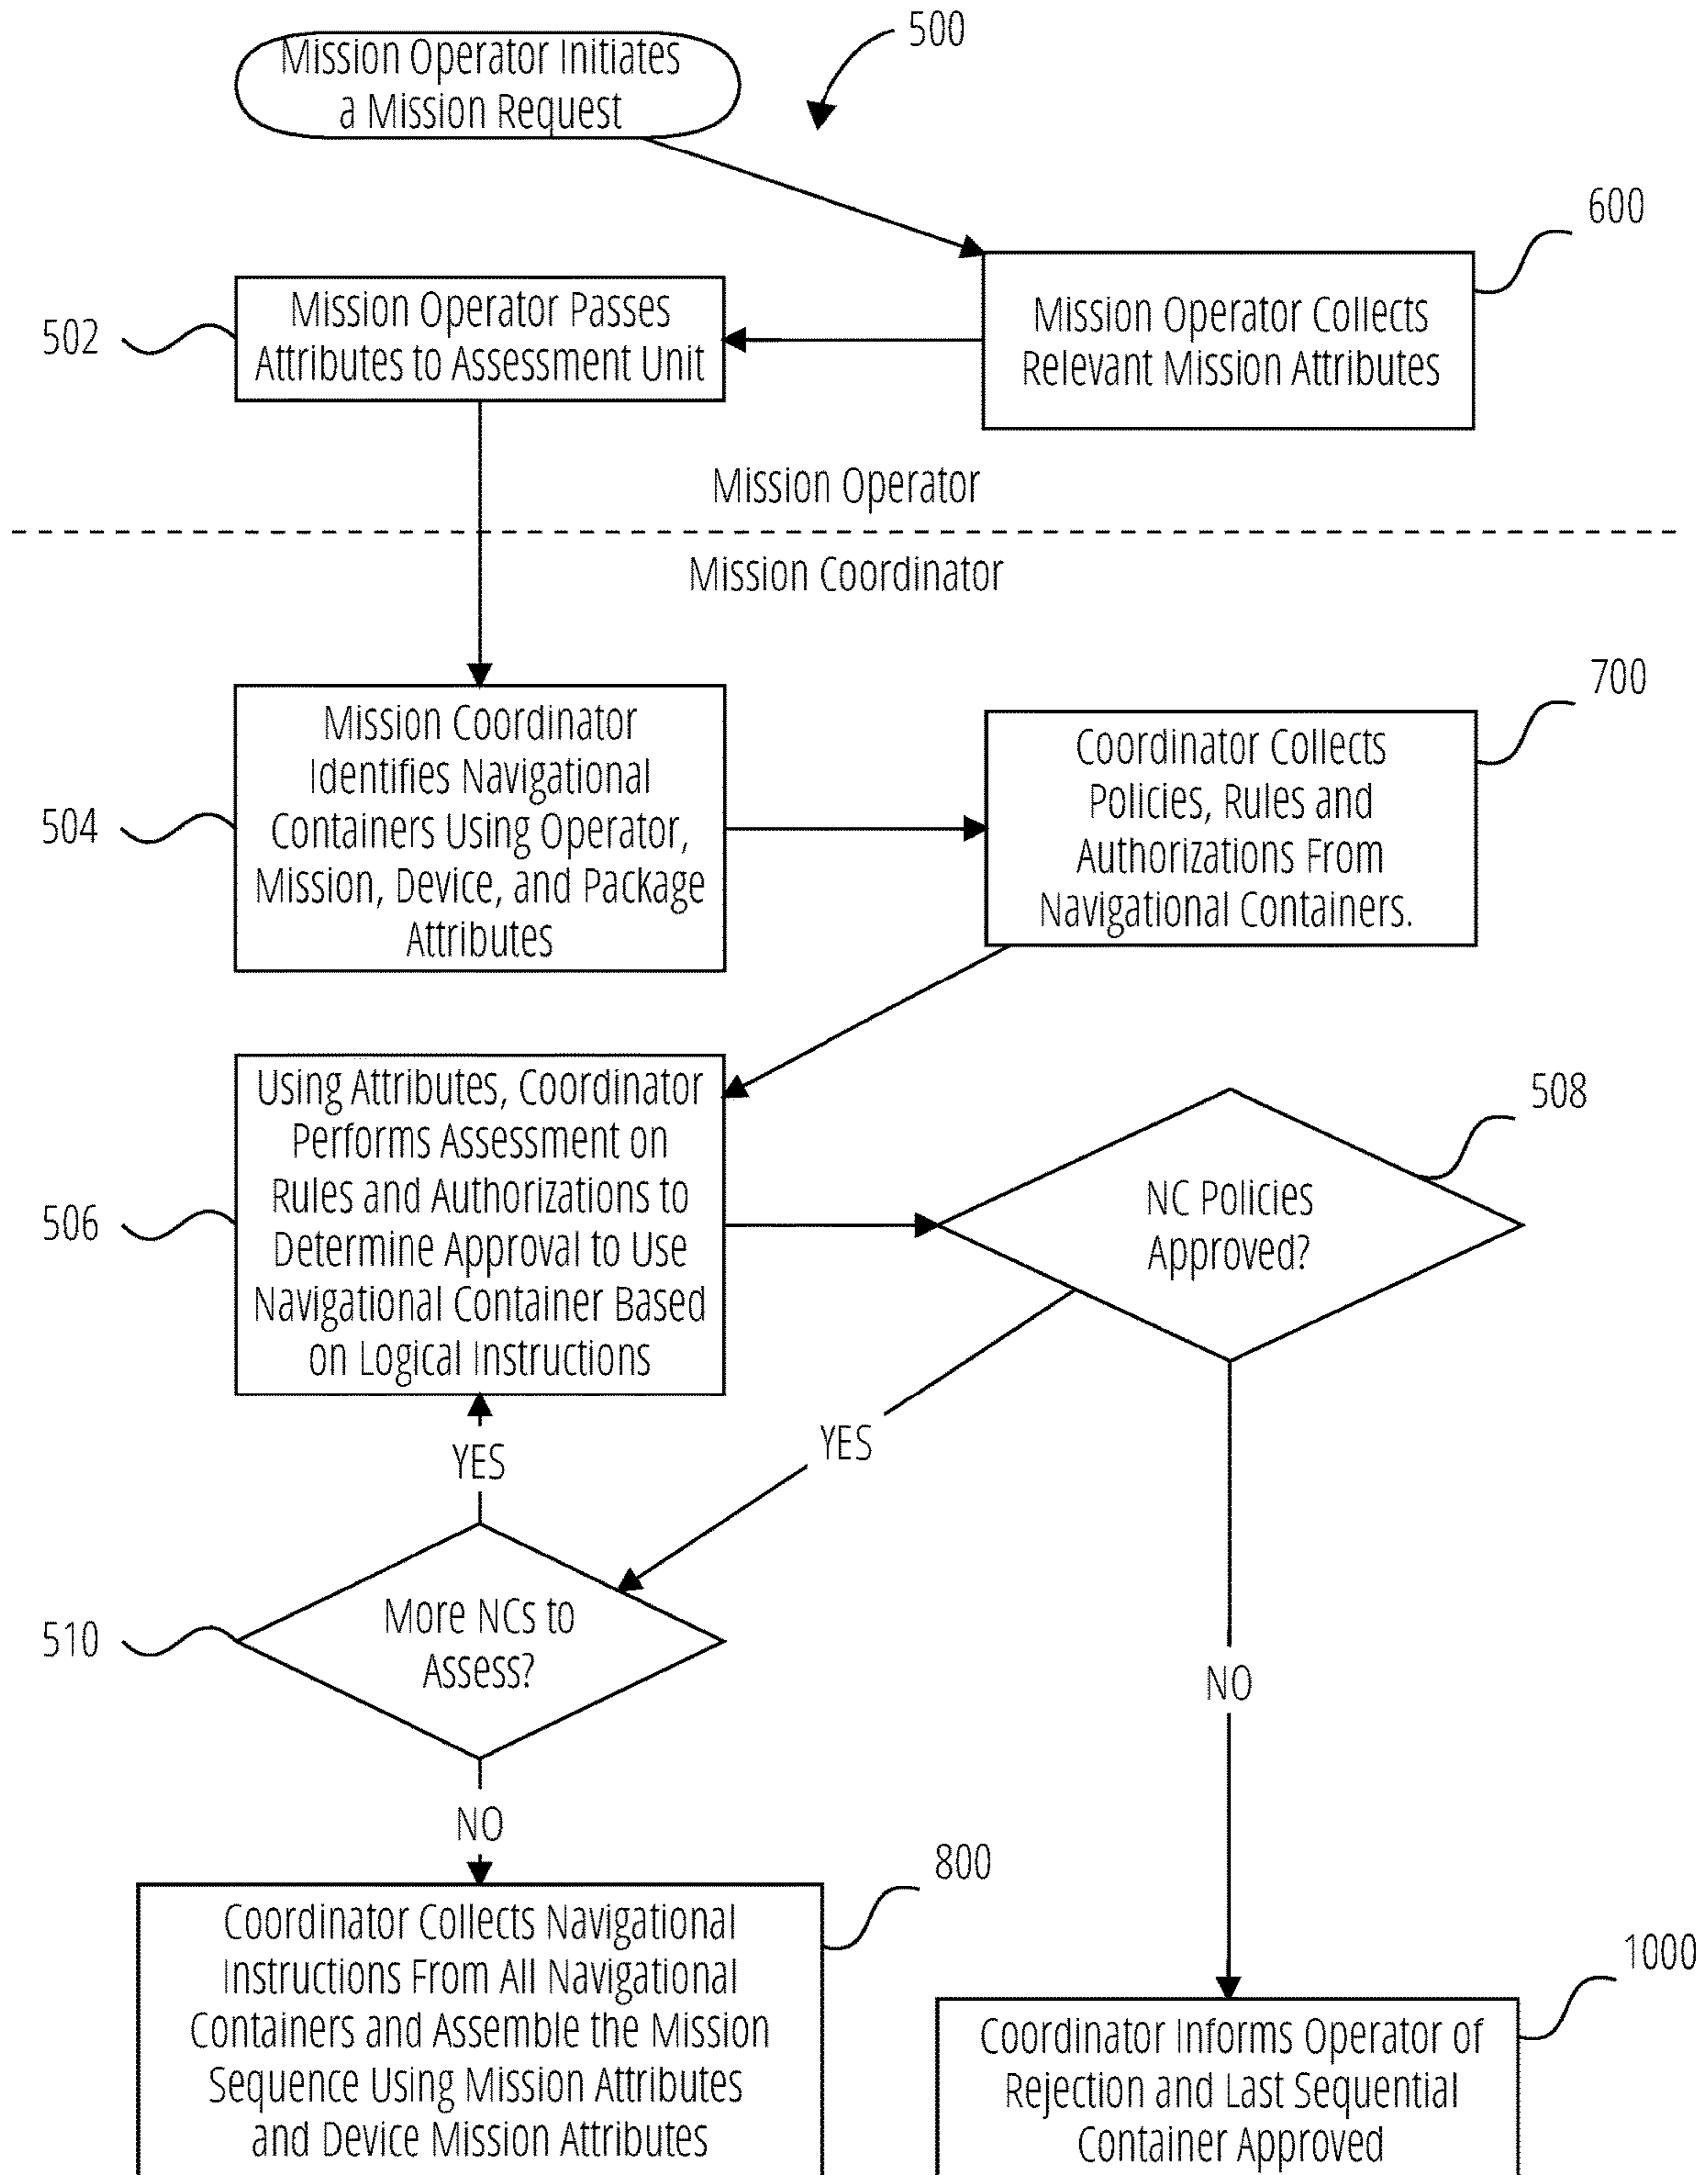 500
Mission Operator Initiates
a Mission Request
600
Mission Operator Collects
Relevant Mission Attributes
502
Mission Operator Passes
Attributes to Assessment Unit
Mission Operator
Mission Coordinator
504
Mission Coordinator
Identifies Navigational
Containers Using Operator,
Mission, Device, and Package
Attributes
700
Coordinator Collects
Policies, Rules and
Authorizations From
Navigational Containers.
506
Using Attributes, Coordinator
Performs Assessment on
Rules and Authorizations to
Determine Approval to Use
Navigational Container Based
on Logical Instructions
508
NC Policies
Approved?
YES
YES
510
More NCs to
Assess?
NO
NO
800
Coordinator Collects Navigational
Instructions From All Navigational
Containers and Assemble the Mission
Sequence Using Mission Attributes
and Device Mission Attributes
1000
Coordinator Informs Operator of
Rejection and Last Sequential
Container Approved